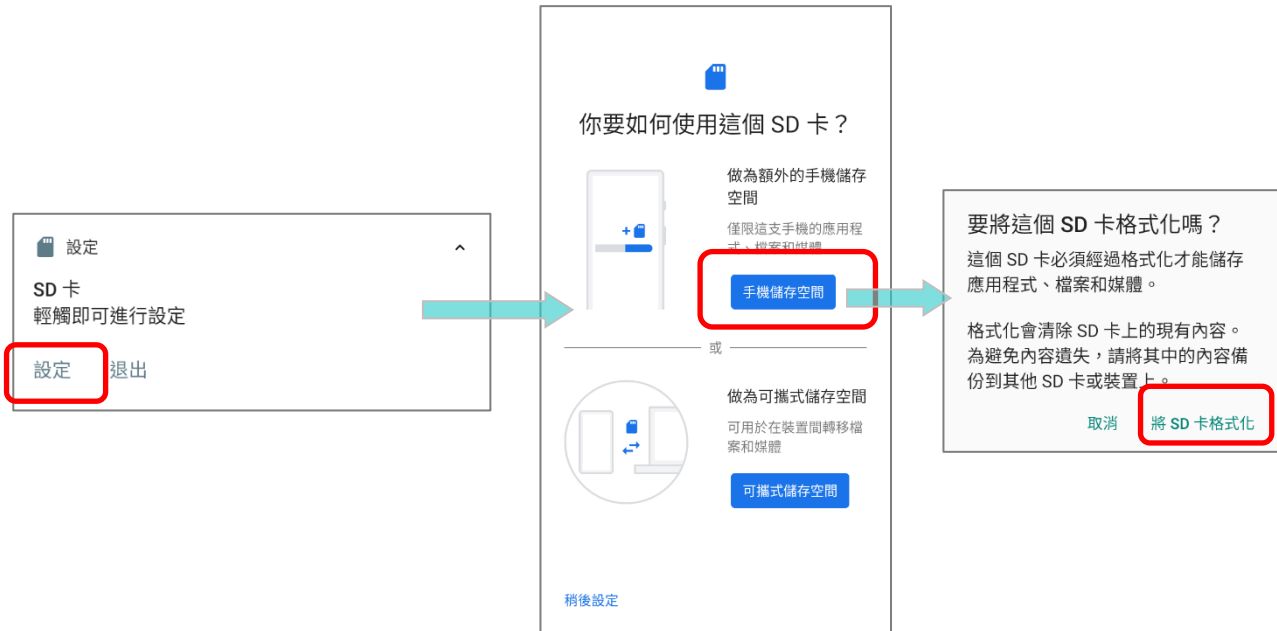 設定
SD 卡
輕觸即可進行設定
設定
退出
你要如何使用這個 SD 卡？
做為額外的手機儲存
空間
僅限這支手機的應用程
式、檔案和媒體
手機儲存空間
或
做為可攜式儲存空間
可用於在裝置間轉移檔
案和媒體
可攜式儲存空間
稍後設定
要將這個 SD 卡格式化嗎？
這個 SD 卡必須經過格式化才能儲存
應用程式、檔案和媒體。
格式化會清除 SD 卡上的現有內容。
為避免內容遺失，請將其中的內容備
份到其他 SD 卡或裝置上。
取消
將 SD 卡格式化